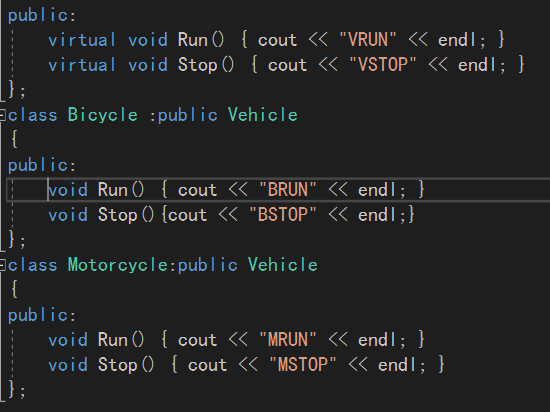 public:
virtual void Run() { cout << "VRUN" << endl; }
virtual void Stop() { cout << "VSTOP" << endl; }
};
class Bicycle :public Vehicle
{
public:
void Run() { cout << "BRUN" << endl; }
void Stop(){cout << "BSTOP" << endl;}
};
class Motorcycle:public Vehicle
{
public:
void Run() { cout << "MRUN" << endl; }
void Stop() { cout << "MSTOP" << endl; }
};